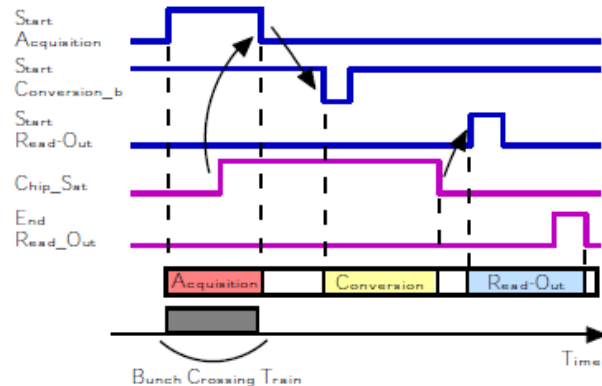 Start
Acquisition
Start
Conversion_b
Start
Read-Out
Chip_Sat
End
Read_Out
Acquisition
Conversion
Read-Out
Time
Bunch Crossing Train